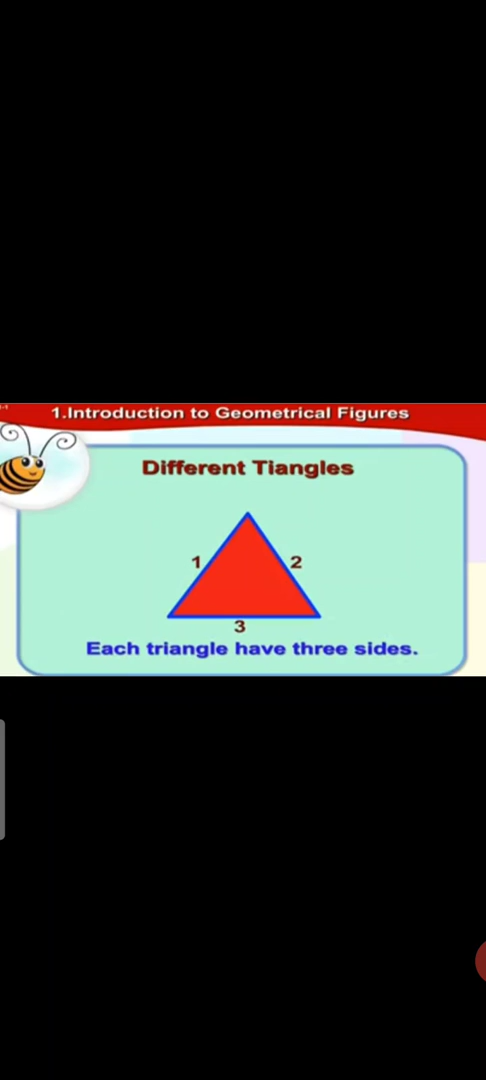 1.Introduction to Geometrical Figures
Different Tiangles
1
2
3
Each triangle have three sides.